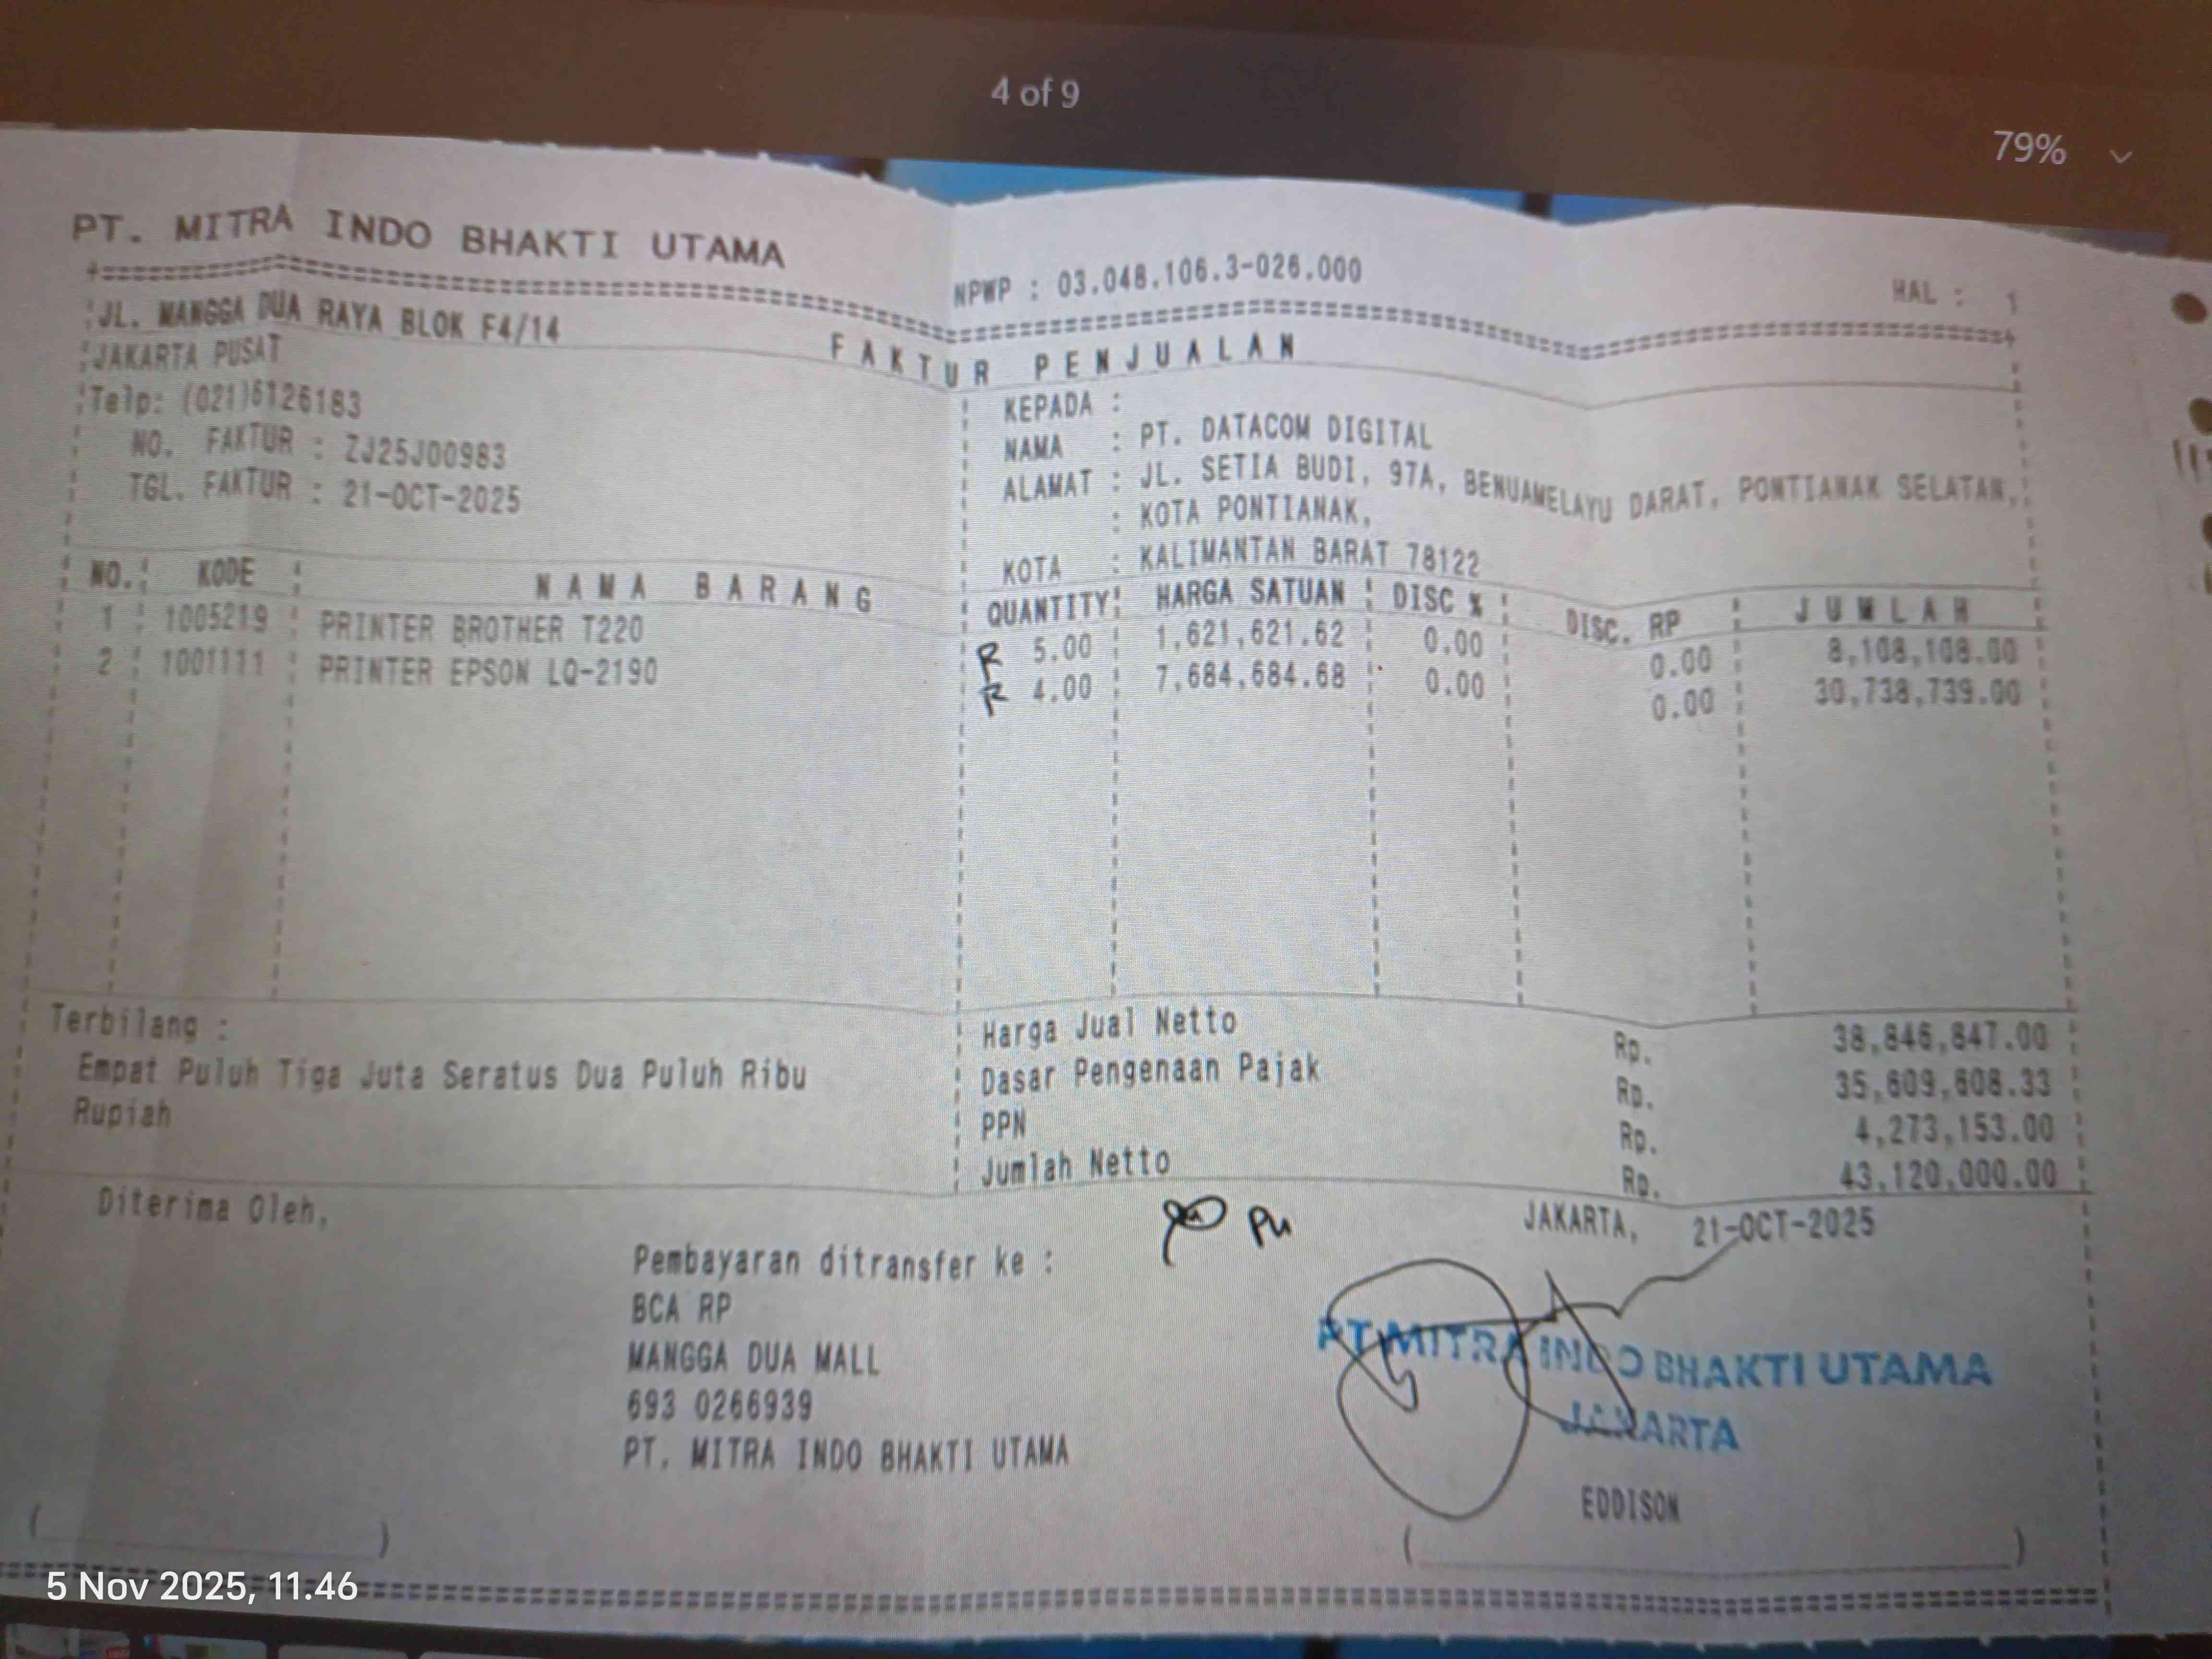 4 of 9
79%
PT. MITRA INDO BHAKTI UTAMA
NPWP : 03.048.106.3-026.000
HAL : 1
JL. MANGGA DUA RAYA BLOK F4/14
FAKTUR PENJUALAN
JAKARTA PUSAT
Telp: (021)6126183
NO. FAKTUR : ZJ25J00983
TGL. FAKTUR : 21-OCT-2025
KEPADA :
NAMA : PT. DATACOM DIGITAL
ALAMAT : JL. SETIA BUDI, 97A, BENUAMELAYU DARAT, PONTIANAK SELATAN,
: KOTA PONTIANAK,
KOTA : KALIMANTAN BARAT 78122
NO. KODE NAMA BARANG QUANTITY HARGA SATUAN DISC % DISC. RP JUMLAH
1 1005219 PRINTER BROTHER T220 R 5.00 1,621,621.62 0.00 0.00 8,108,108.00
2 1001111 PRINTER EPSON LQ-2190 R 4.00 7,684,684.68 0.00 0.00 30,738,739.00
Terbilang :
Empat Puluh Tiga Juta Seratus Dua Puluh Ribu
Rupiah
Harga Jual Netto Rp. 38,846,847.00
Dasar Pengenaan Pajak Rp. 35,609,608.33
PPN Rp. 4,273,153.00
Jumlah Netto Rp. 43,120,000.00
Diterima Oleh,
JAKARTA, 21-OCT-2025
Pembayaran ditransfer ke :
BCA RP
MANGGA DUA MALL
693 0266939
PT. MITRA INDO BHAKTI UTAMA
PT MITRA INDO BHAKTI UTAMA
JAKARTA
EDDISON
5 Nov 2025, 11.46